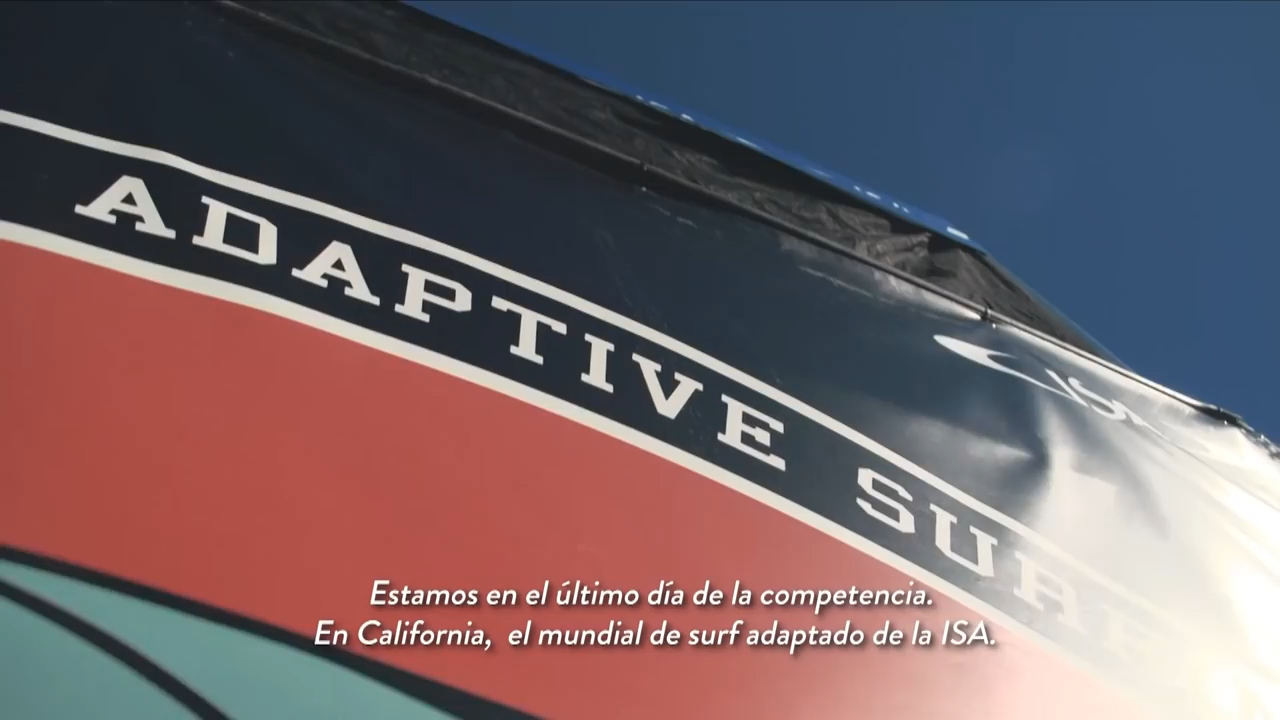 ADAPTIVE SURF
Estamos en el último día de la competencia.
En California, el mundial de surf adaptado de la ISA.